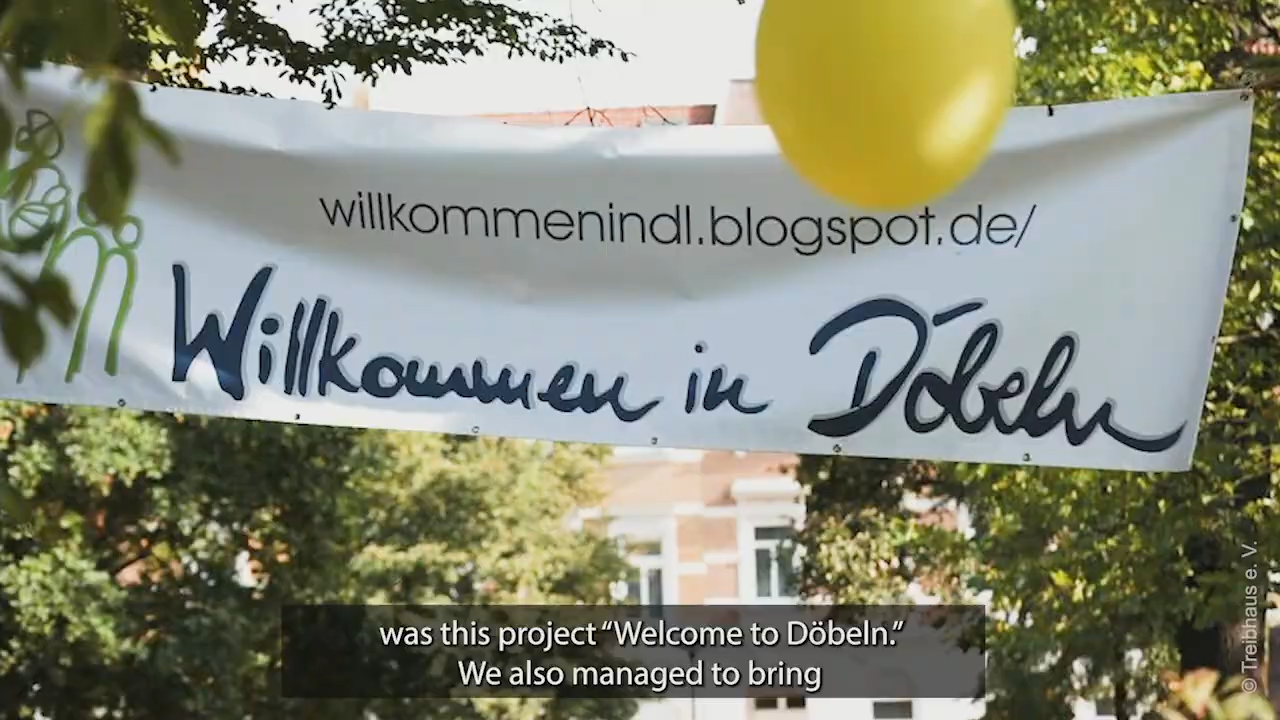 willkommenindl.blogspot.de/
Willkommen in Döbeln
was this project “Welcome to Döbeln.”
We also managed to bring
© Treibhaus e. V.